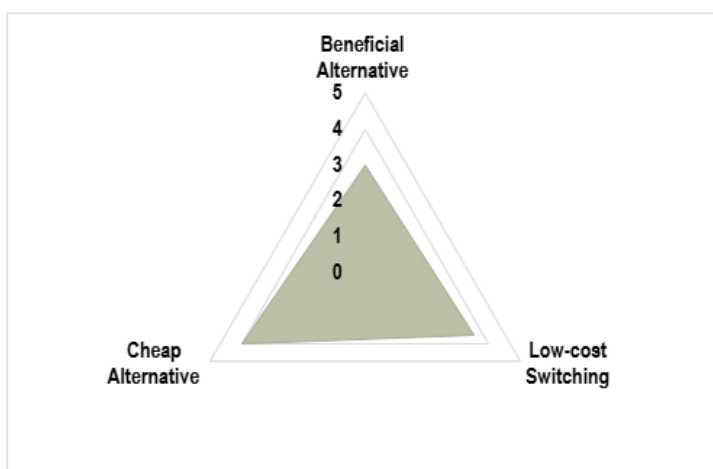 Beneficial
Alternative
5
4
3
2
1
0
Cheap
Alternative
Low-cost
Switching